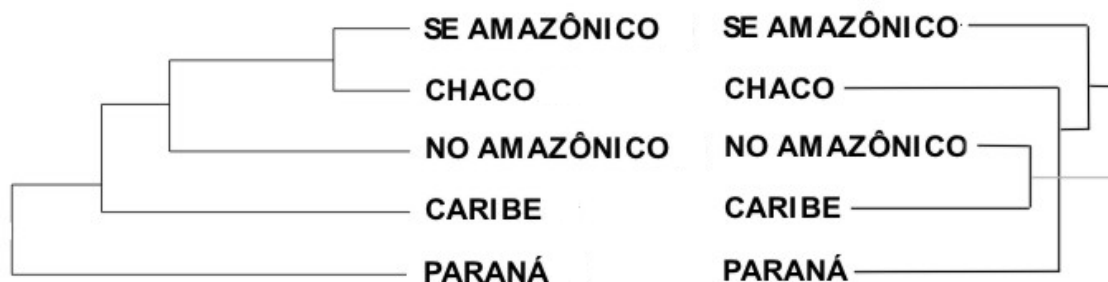 SE AMAZÔNICO SE AMAZÔNICO
CHACO CHACO
NO AMAZÔNICO NO AMAZÔNICO
CARIBE CARIBE
PARANÁ PARANÁ